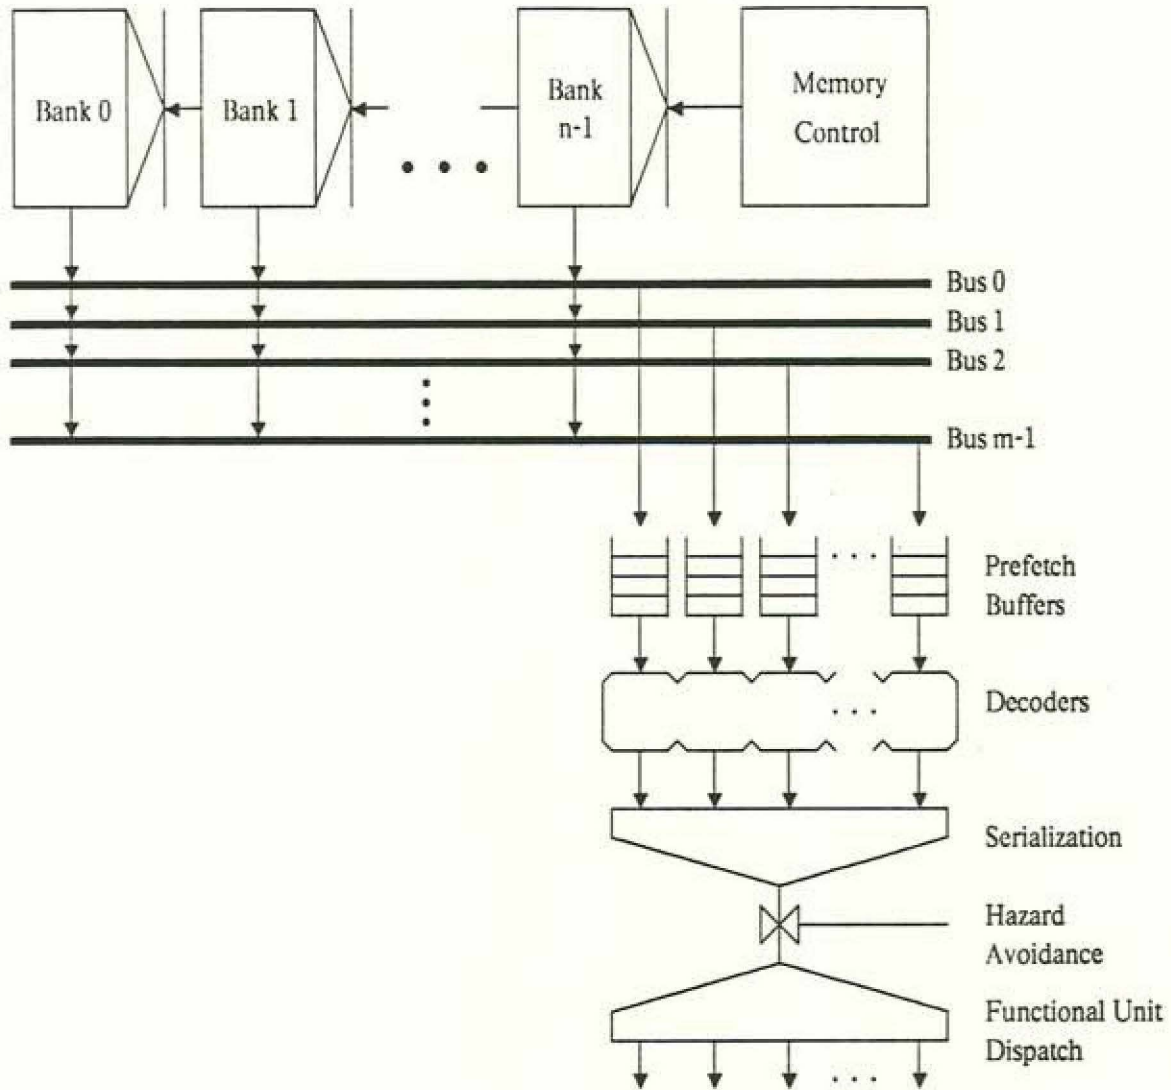 Bank 0
Bank 1
Bank
n-1
Memory
Control
Bus 0
Bus 1
Bus 2
Bus m-1
Prefetch
Buffers
Decoders
Serialization
Hazard
Avoidance
Functional Unit
Dispatch